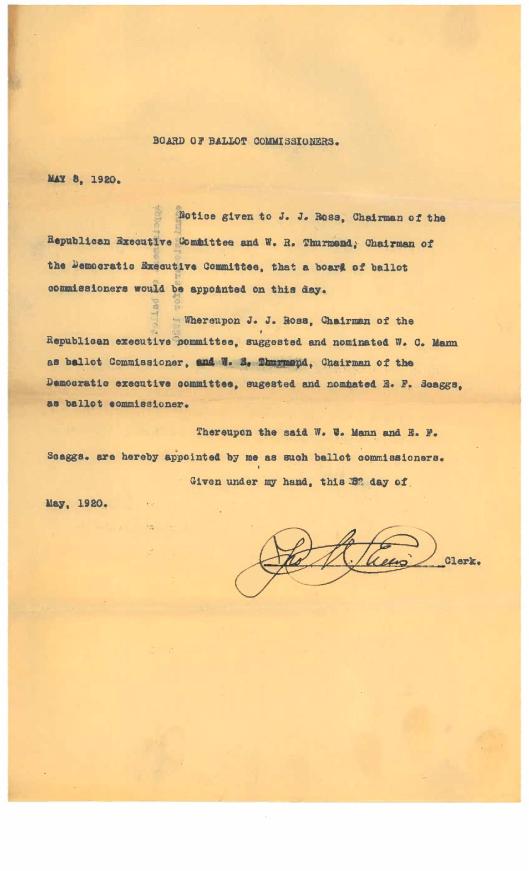 BOARD OF BALLOT COMMISSIONERS.
MAY 8, 1920.
Notice given to J. J. Ross, Chairman of the
Republican Executive Committee and W. R. Thurmond, Chairman of
the Democratic Executive Committee, that a board of ballot
commissioners would be appointed on this day.
Whereupon J. J. Ross, Chairman of the
Republican executive committee, suggested and nominated W. C. Mann
as ballot Commissioner, and W. R. Thurmond, Chairman of the
Democratic executive committee, sugested and nominated E. F. Scaggs,
as ballot commissioner.
Thereupon the said W. C. Mann and E. F.
Scaggs. are hereby appointed by me as such ballot commissioners.
Given under my hand, this day of
May, 1920.
Clerk.